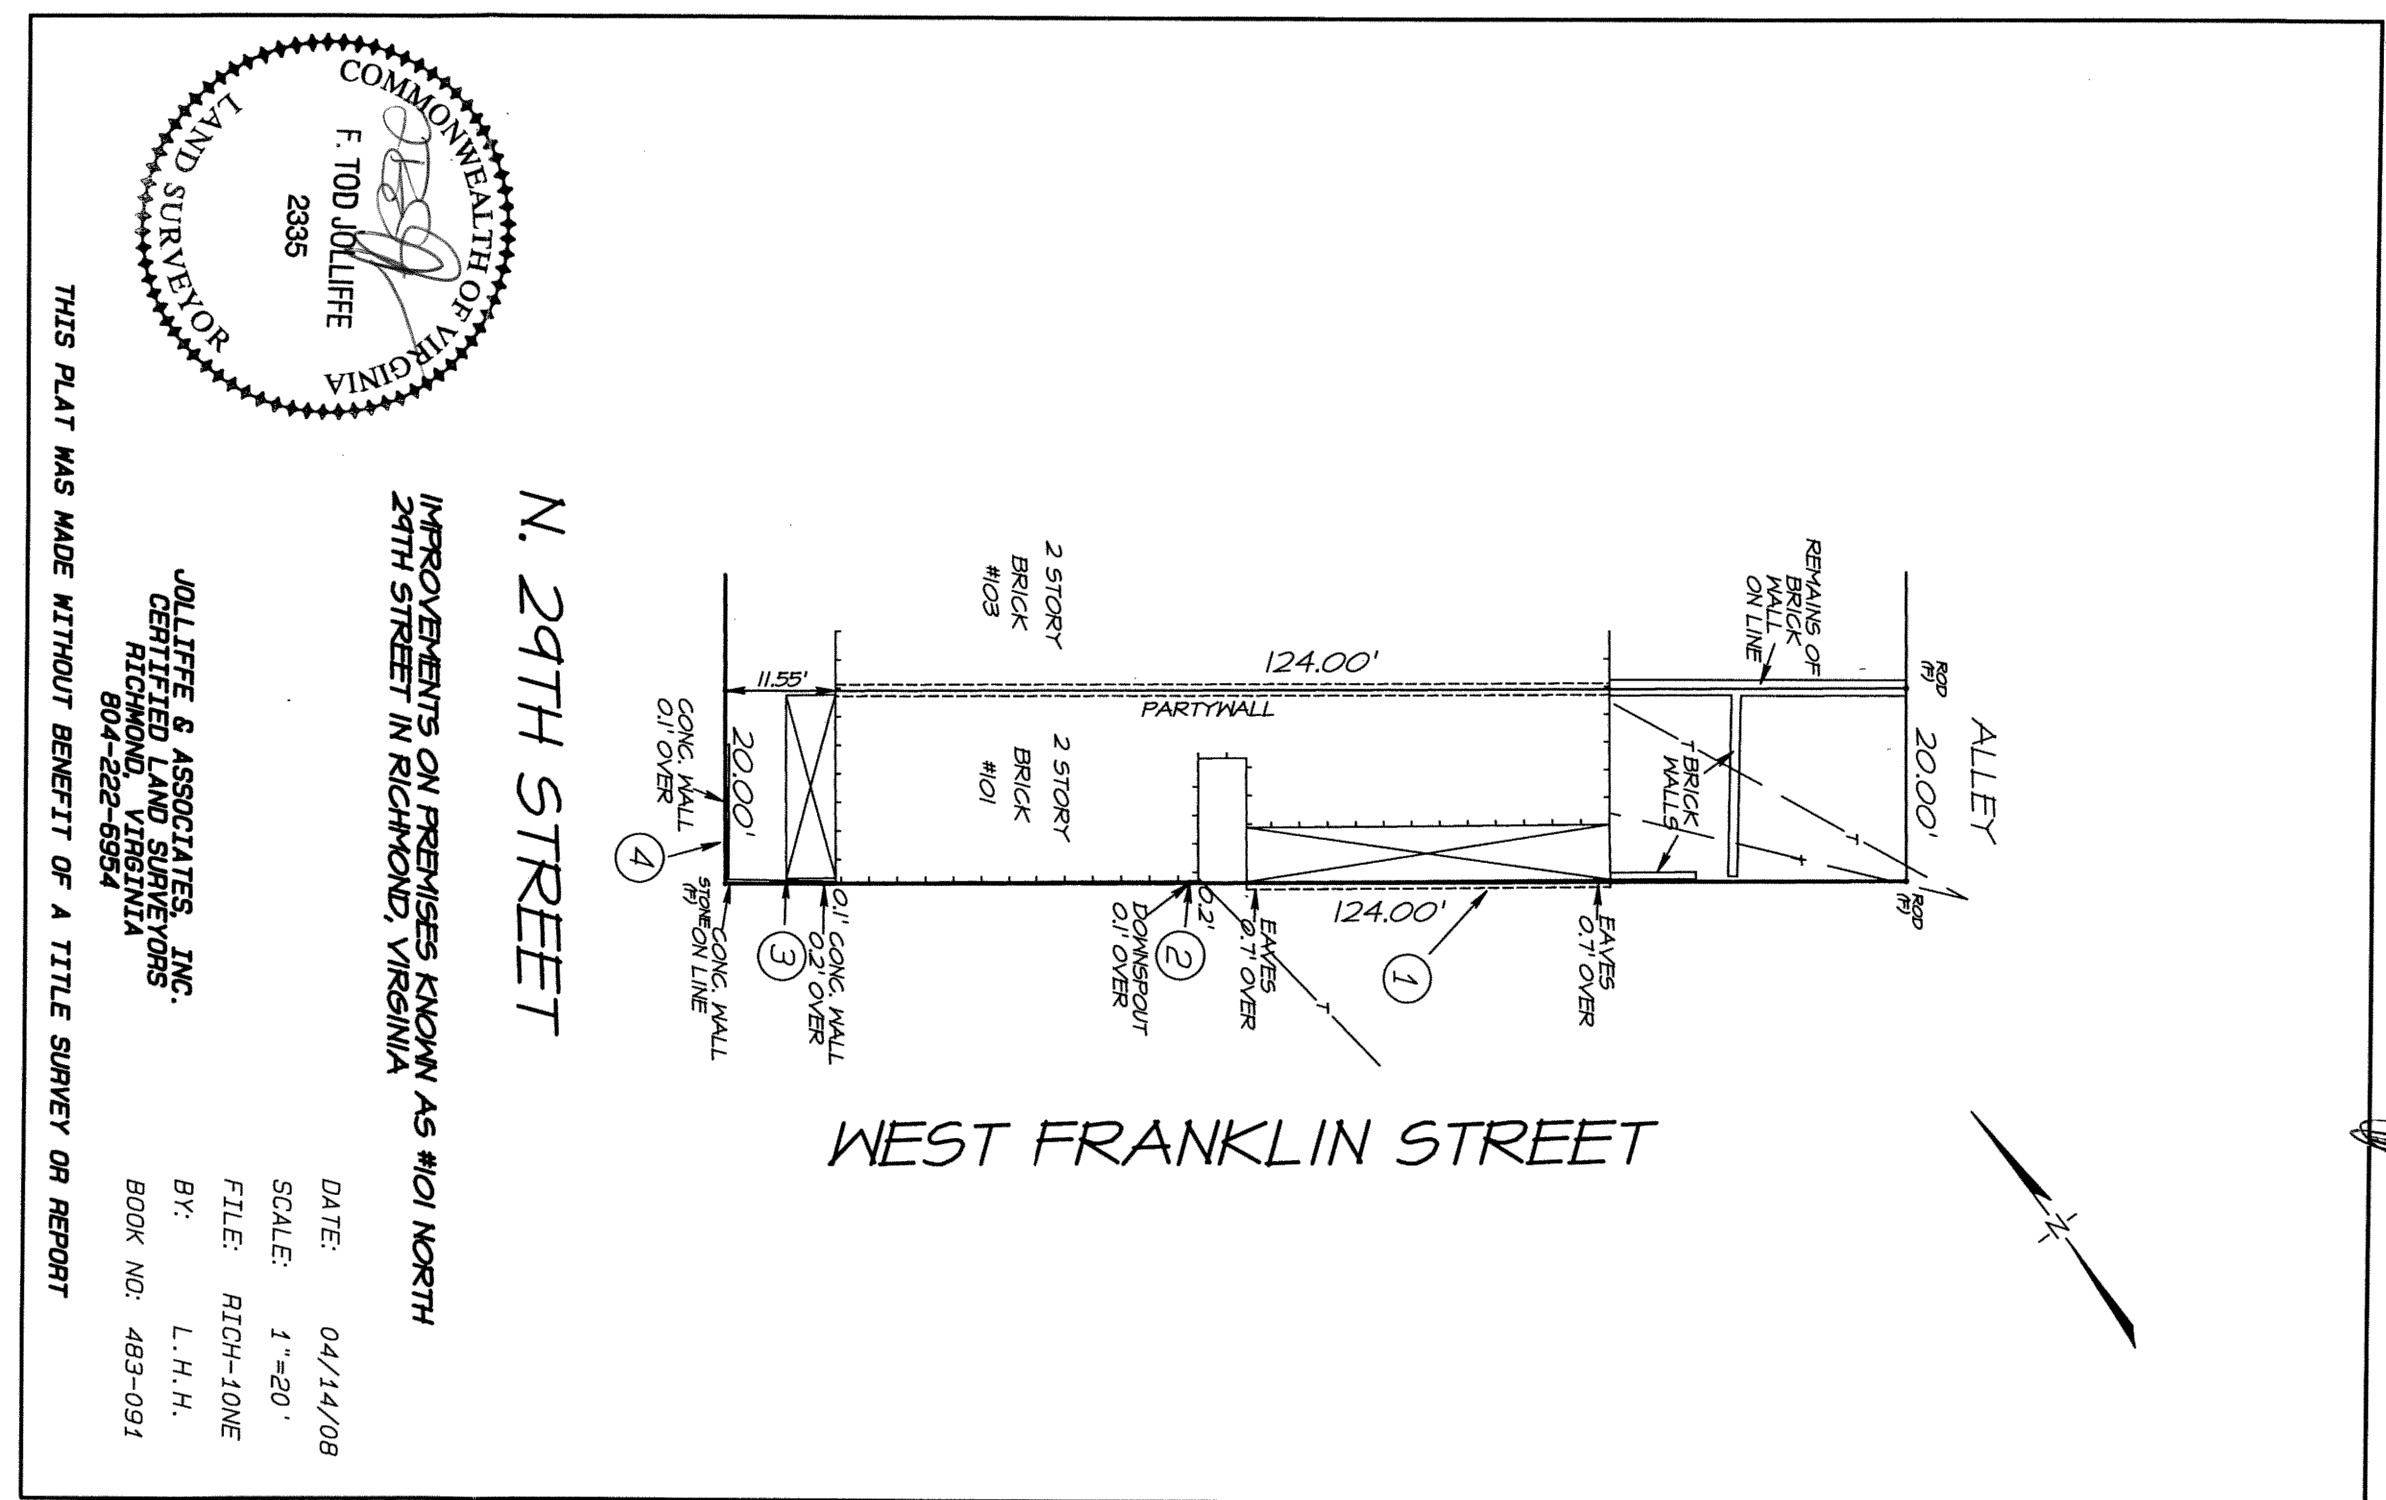 COMMONWEALTH OF VIRGINIA
F. TOD JOLLIFFE
2335
LAND SURVEYOR
REMAINS OF
BRICK
WALL
ON LINE
ROD
(F)
ALLEY
20.00'
ROD
(F)
2 STORY
BRICK
#103
124.00'
11.55'
PARTYWALL
2 STORY
BRICK
#101
T
BRICK
WALLS
T
T
CONC. WALL
0.1' OVER
20.00'
4
STONE
(F)
CONC. WALL
ON LINE
3
0.1'
CONC. WALL
0.2' OVER
0.2'
2
DOWNSPOUT
0.1' OVER
EAVES
0.7' OVER
T
124.00'
1
EAVES
0.7' OVER
WEST FRANKLIN STREET
N
N. 29TH STREET
IMPROVEMENTS ON PREMISES KNOWN AS #101 NORTH
29TH STREET IN RICHMOND, VIRGINIA
JOLLIFFE & ASSOCIATES, INC.
CERTIFIED LAND SURVEYORS
RICHMOND, VIRGINIA
804-222-6954
DATE: 04/14/08
SCALE: 1"=20'
FILE: RICH-10NE
BY: L.H.H.
BOOK NO: 483-091
THIS PLAT WAS MADE WITHOUT BENEFIT OF A TITLE SURVEY OR REPORT